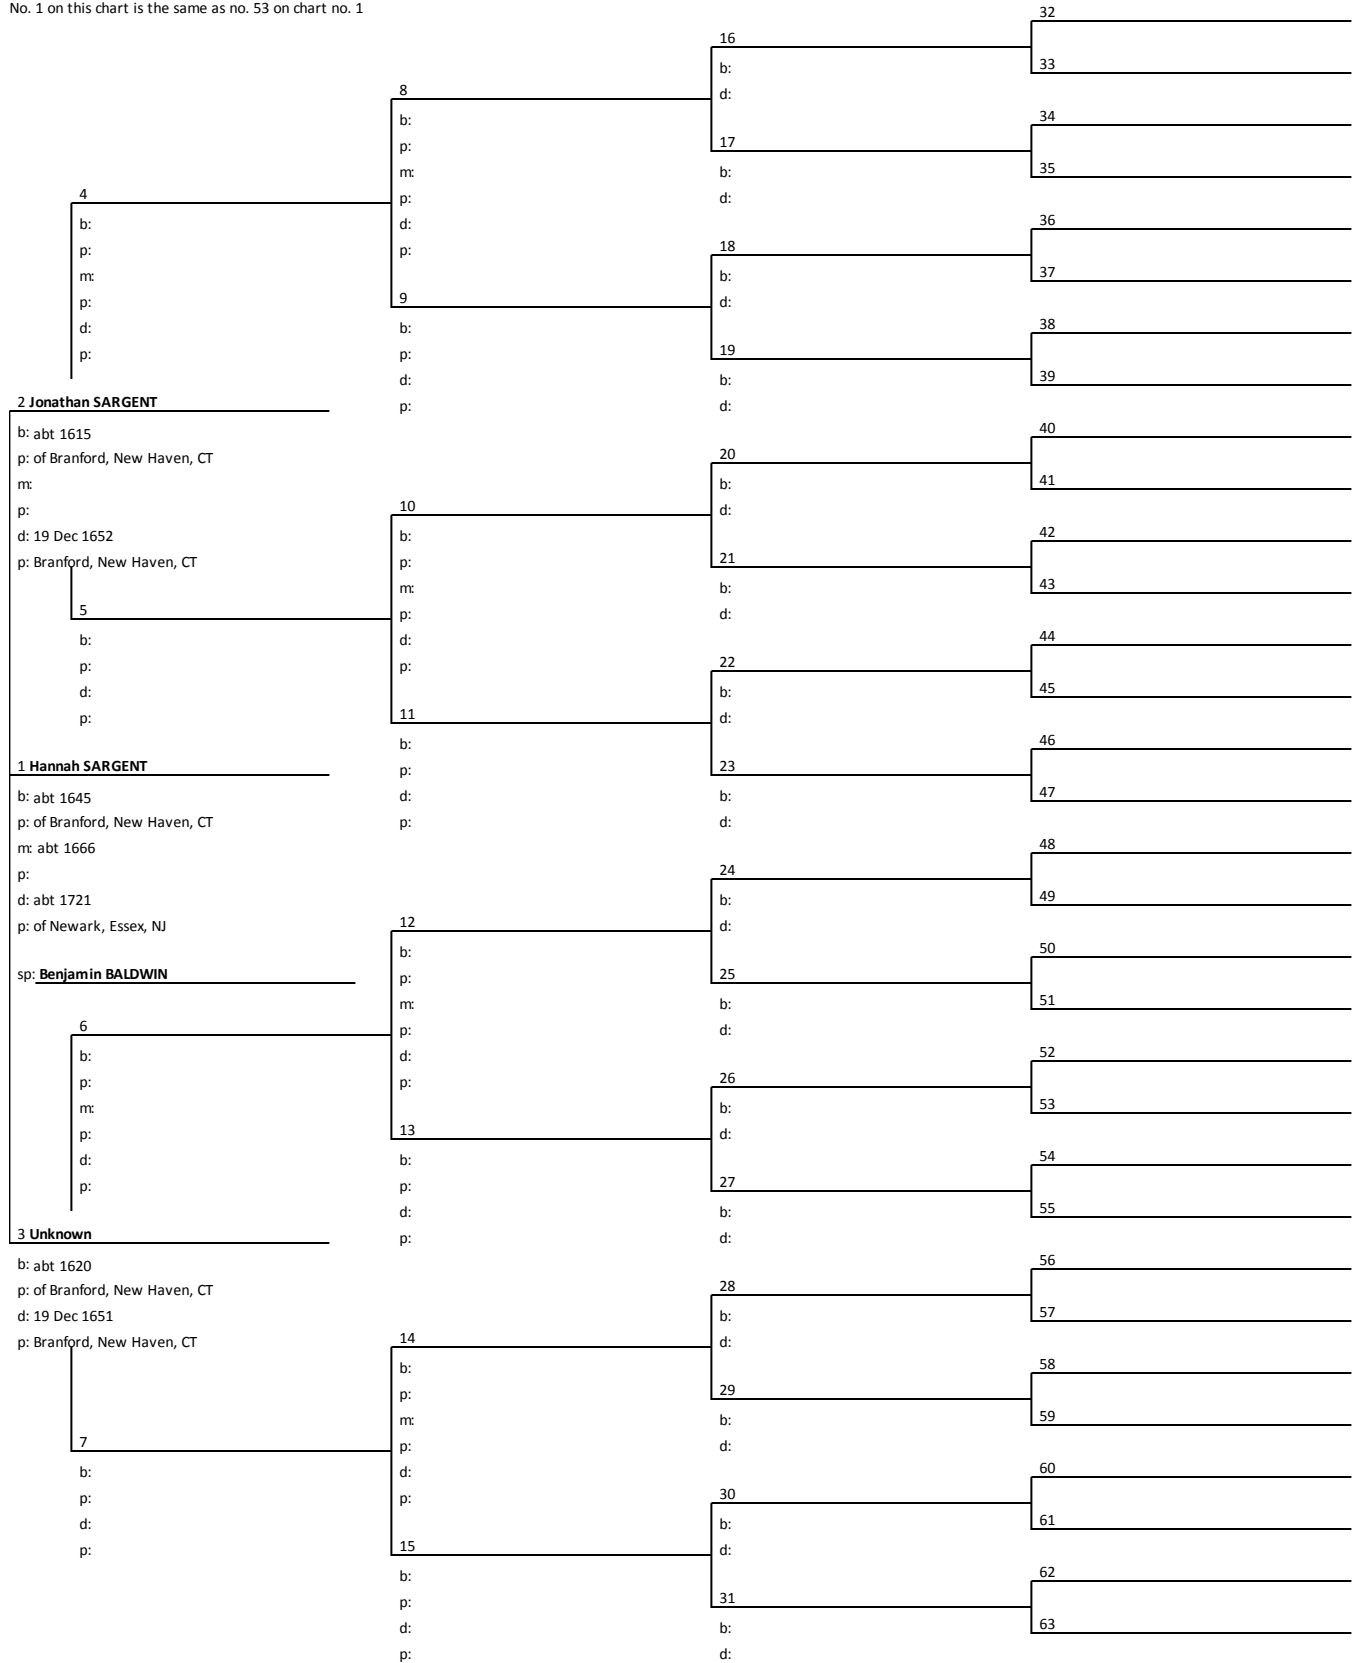 No. 1 on this chart is the same as no. 53 on chart no. 1
4
b:
p:
m:
p:
d:
p:
2 Jonathan SARGENT
b: abt 1615
p: of Branford, New Haven, CT
m:
p:
d: 19 Dec 1652
p: Branford, New Haven, CT
5
b:
p:
d:
p:
1 Hannah SARGENT
b: abt 1645
p: of Branford, New Haven, CT
m: abt 1666
p:
d: abt 1721
p: of Newark, Essex, NJ
sp: Benjamin BALDWIN
6
b:
p:
m:
p:
d:
p:
3 Unknown
b: abt 1620
p: of Branford, New Haven, CT
d: 19 Dec 1651
p: Branford, New Haven, CT
7
b:
p:
d:
p:
8
b:
p:
m:
p:
d:
p:
9
b:
p:
d:
p:
10
b:
p:
m:
p:
d:
p:
11
b:
p:
d:
p:
12
b:
p:
m:
p:
d:
p:
13
b:
p:
d:
p:
14
b:
p:
m:
p:
d:
p:
15
b:
p:
d:
p:
16
b:
d:
17
b:
d:
18
b:
d:
19
b:
d:
20
b:
d:
21
b:
d:
22
b:
d:
23
b:
d:
24
b:
d:
25
b:
d:
26
b:
d:
27
b:
d:
28
b:
d:
29
b:
d:
30
b:
d:
31
b:
d:
32
33
34
35
36
37
38
39
40
41
42
43
44
45
46
47
48
49
50
51
52
53
54
55
56
57
58
59
60
61
62
63